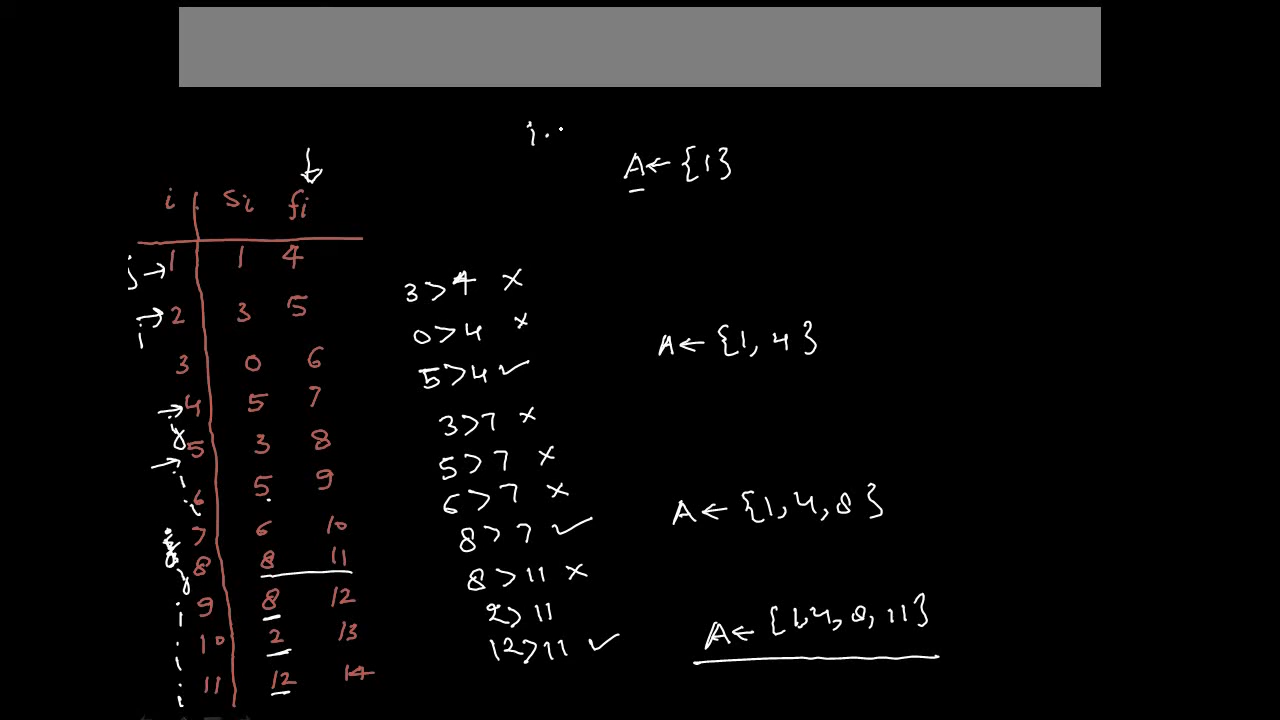 i..
A ← {1}
i si fi
j → 1 1 4
3 > 4 ×
i → 2 3 5
0 > 4 ×
A ← {1, 4}
3 0 6
5 > 4 ✓
→ 4 5 7
3 > 7 ×
5 3 8
5 > 7 ×
→ i
i 6 5 9
6 > 7 ×
A ← {1, 4, 8}
7 6 10
8 > 7 ✓
j 8 8 11
8 > 11 ×
i 9 8 12
2 > 11
A ← {1,4, 8, 11}
i 10 2 13
12 > 11 ✓
i 11 12 14